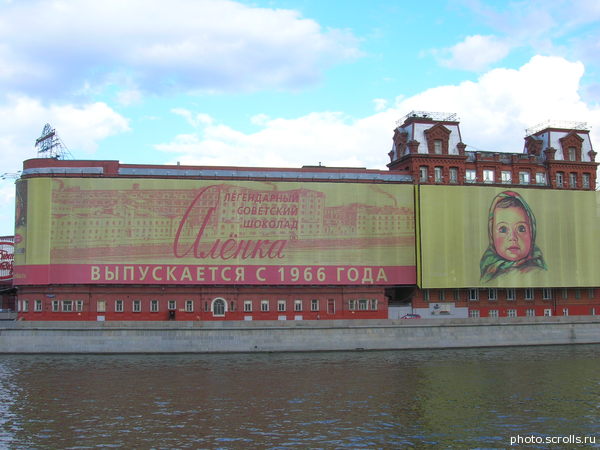 ЛЕГЕНДАРНЫЙ
СОВЕТСКИЙ
ШОКОЛАД
Алёнка
ВЫПУСКАЕТСЯ С 1966 ГОДА
photo.scrolls.ru